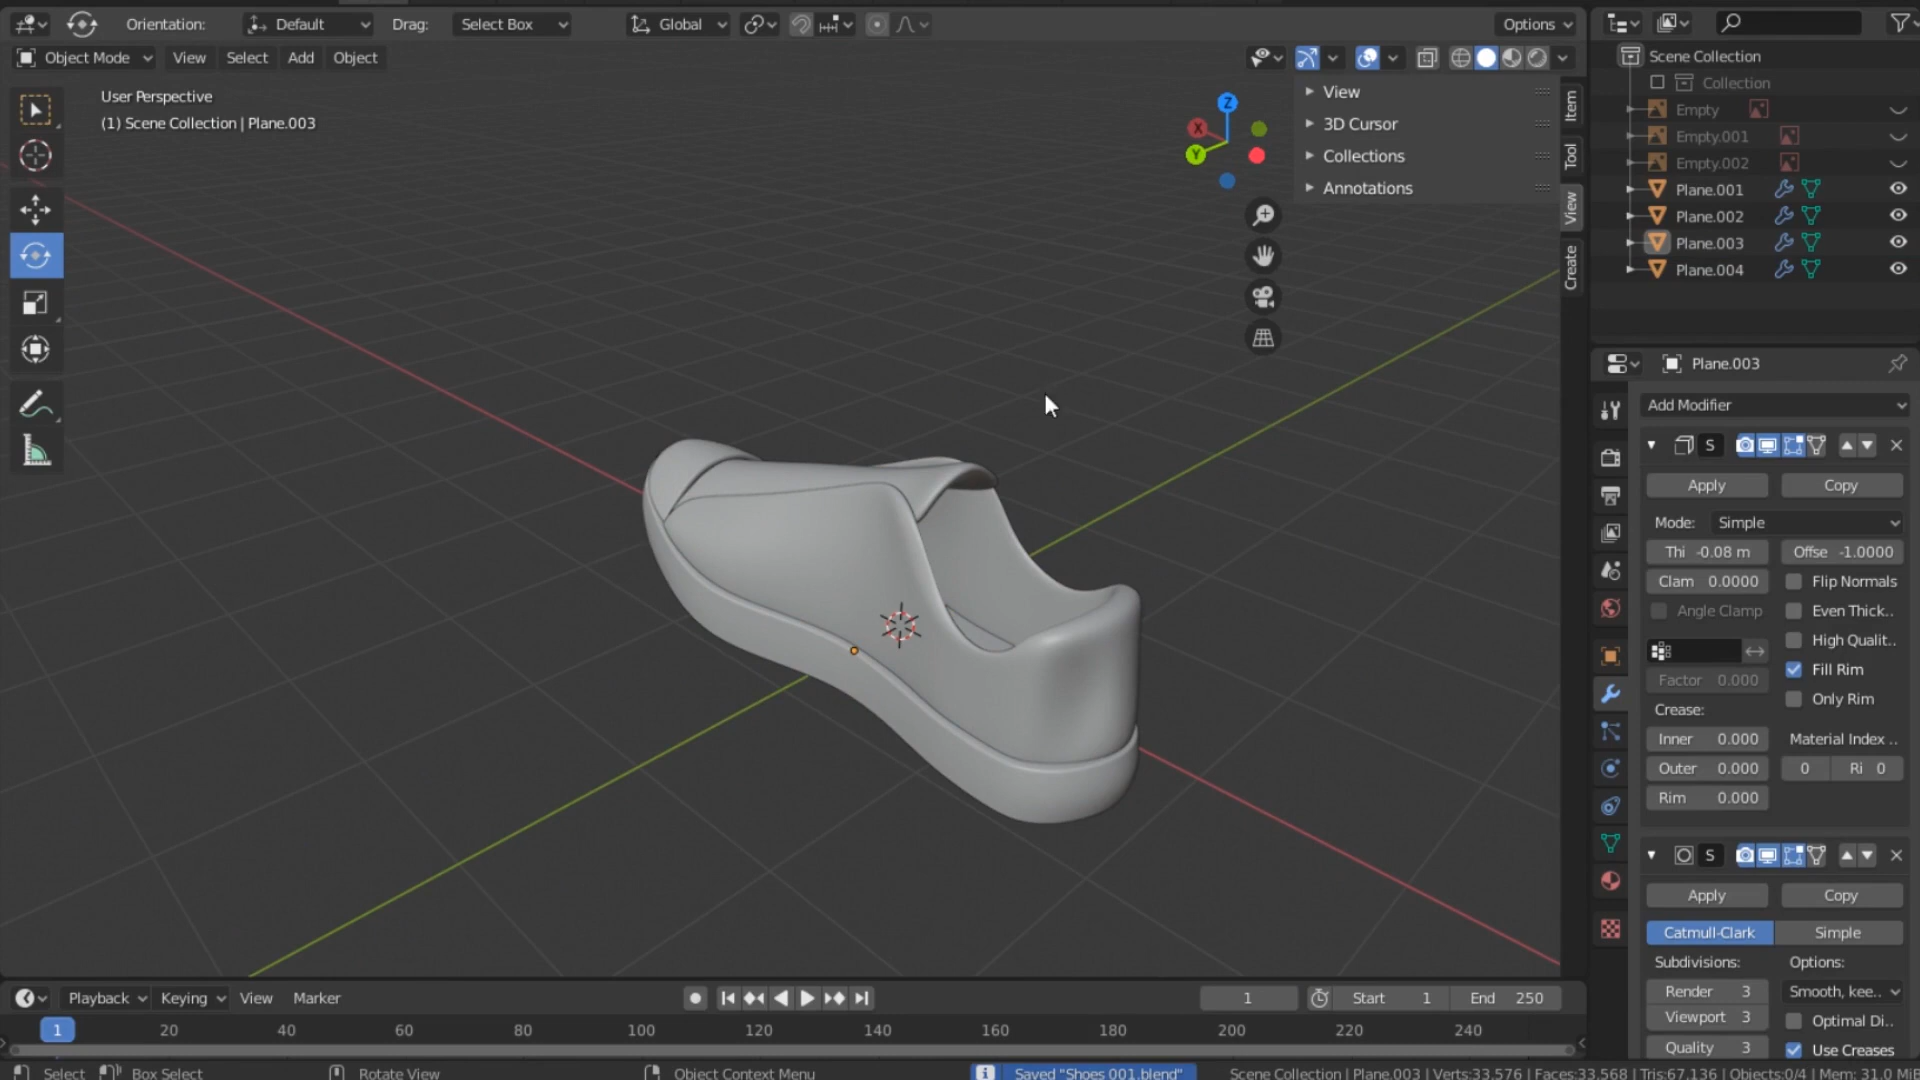 Orientation: Default Drag: Select Box Global Options
Object Mode View Select Add Object
User Perspective
(1) Scene Collection | Plane.003
Z
X
Y
View
3D Cursor
Collections
Annotations
Item
Tool
View
Create
Scene Collection
Collection
Empty
Empty.001
Empty.002
Plane.001
Plane.002
Plane.003
Plane.004
Plane.003
Add Modifier
S
Apply Copy
Mode: Simple
Thi -0.08 m Offse -1.0000
Clam 0.0000 Flip Normals
Angle Clamp Even Thick..
High Qualit..
Fill Rim
Factor 0.000 Only Rim
Crease:
Inner 0.000 Material Index ..
Outer 0.000 0 Ri 0
Rim 0.000
S
Apply Copy
Catmull-Clark Simple
Subdivisions: Options:
Render 3 Smooth, kee..
Viewport 3 Optimal Di..
Quality 3 Use Creases
Playback Keying View Marker 1 Start 1 End 250
1 20 40 60 80 100 120 140 160 180 200 220 240
Select Box Select Rotate View Object Context Menu Saved "Shoes 001.blend" Scene Collection | Plane.003 | Verts:33,576 | Faces:33,568 | Tris:67,136 | Objects:0/4 | Mem: 31.0 MiB